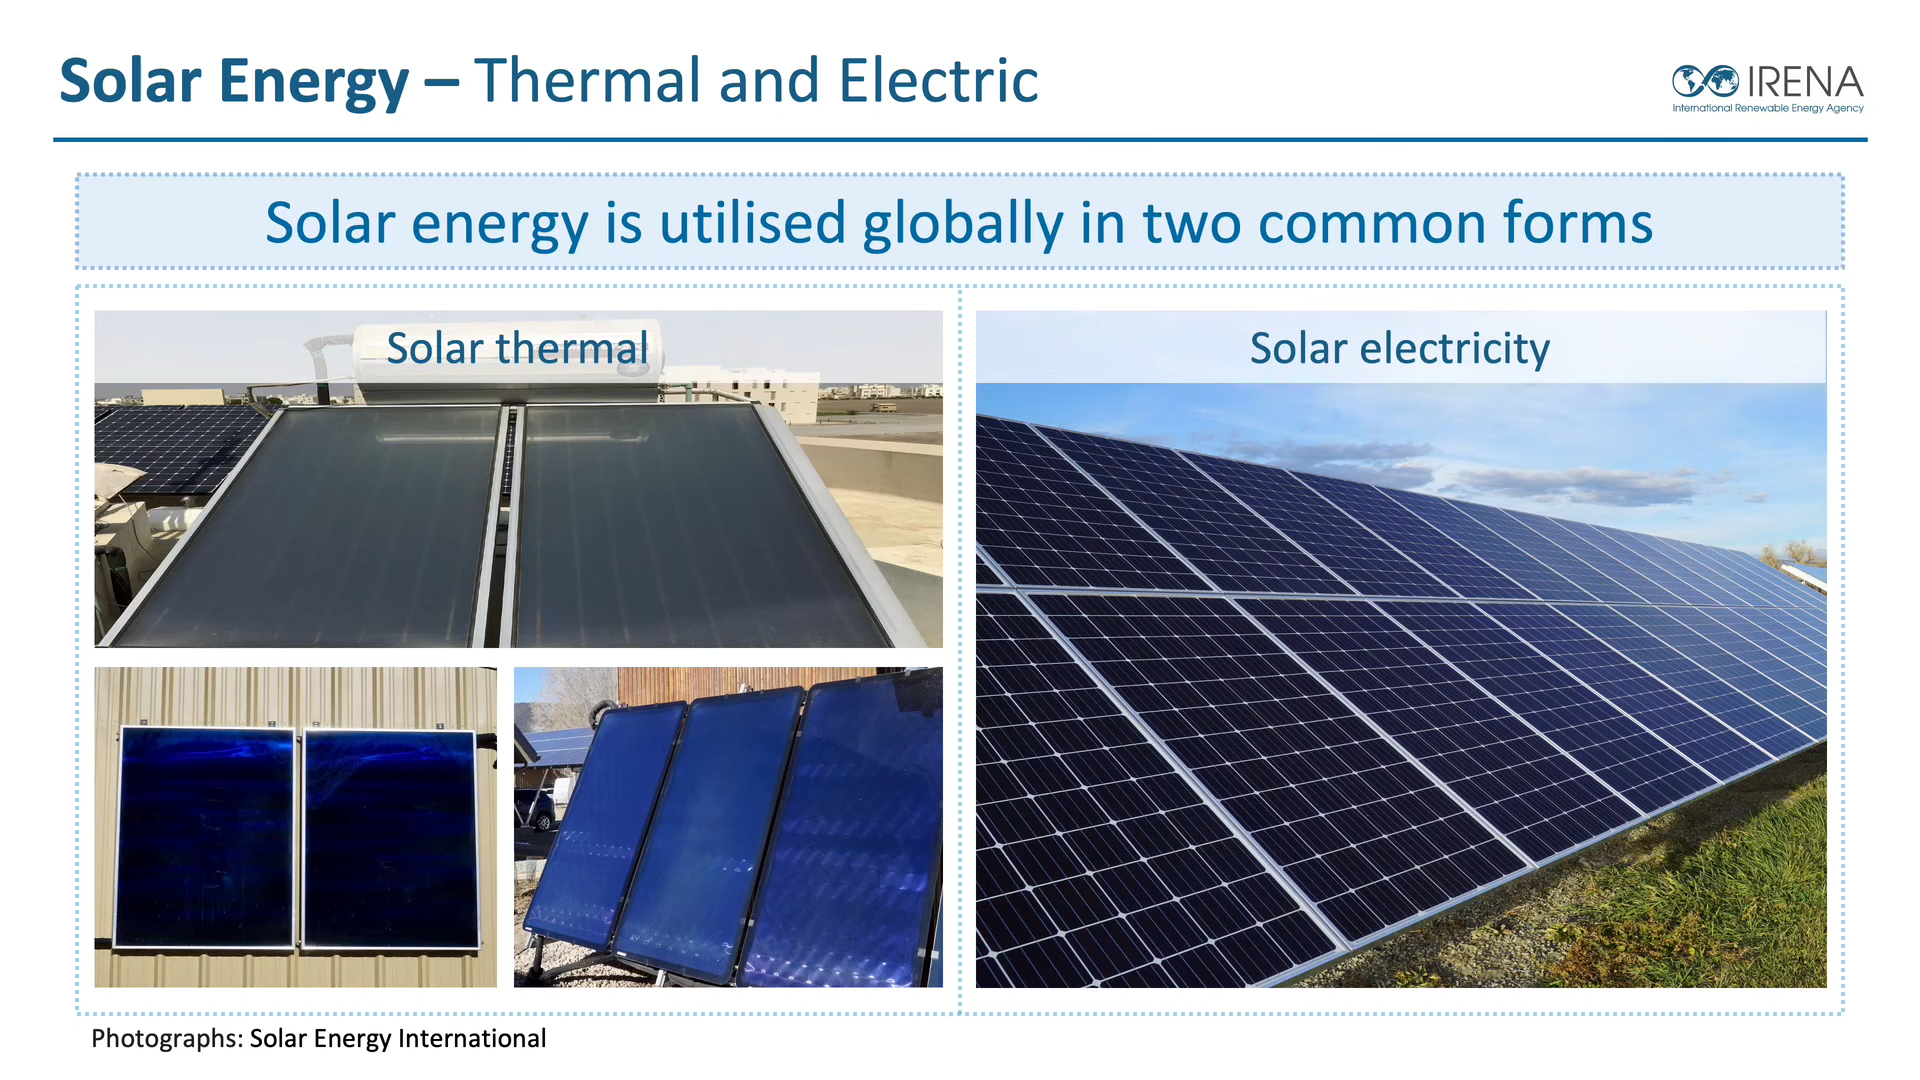 Solar Energy – Thermal and Electric
IRENA
International Renewable Energy Agency
Solar energy is utilised globally in two common forms
Solar thermal
Solar electricity
Photographs: Solar Energy International